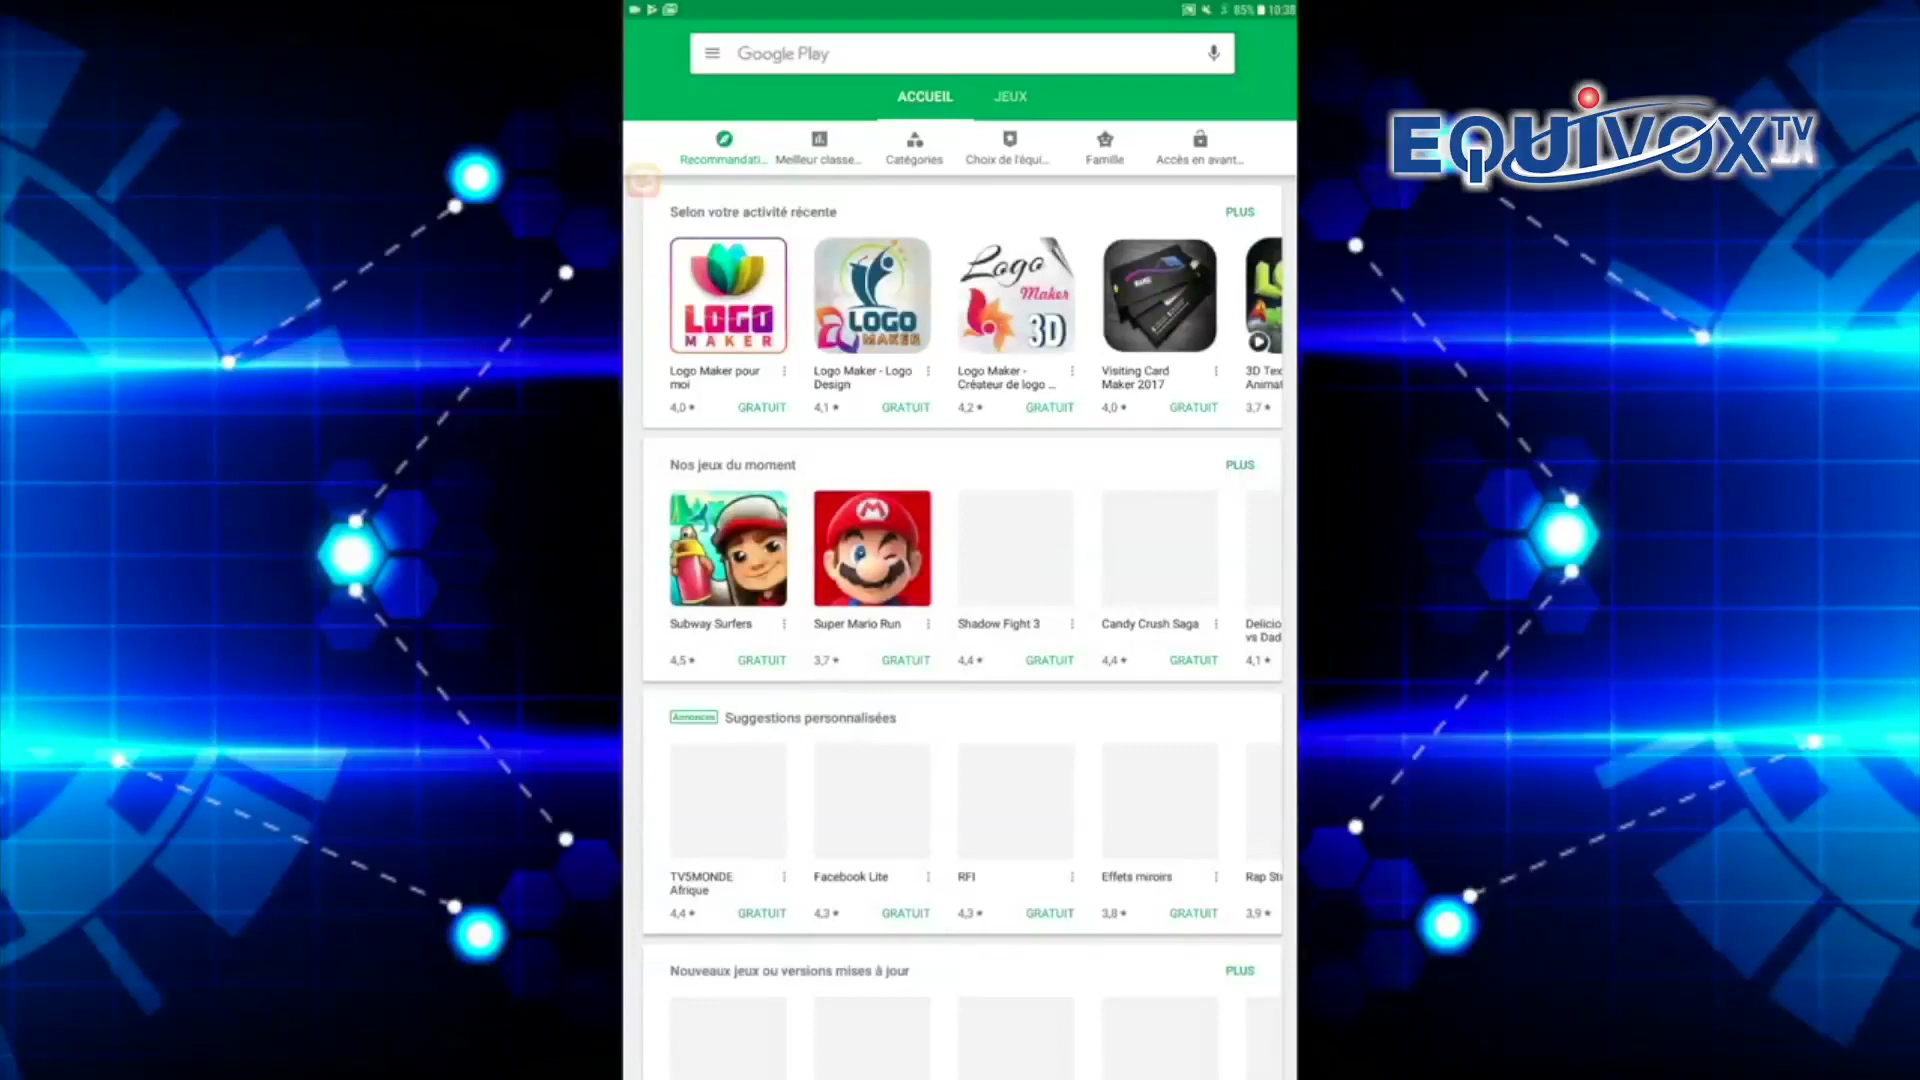 85% 10:38
Google Play
EQUIVOX TV
ACCUEIL JEUX
Recommandati... Meilleur classe... Catégories Choix de l'équi... Famille Accès en avant...
Selon votre activité récente PLUS
LOGO MAKER
LOGO MAKER
Logo Maker 3D
Logo Maker pour moi
Logo Maker - Logo Design
Logo Maker - Créateur de logo ...
Visiting Card Maker 2017
3D Tex
Animat
4,0 GRATUIT 4,1 GRATUIT 4,2 GRATUIT 4,0 GRATUIT 3,7
Nos jeux du moment PLUS
M
Subway Surfers Super Mario Run Shadow Fight 3 Candy Crush Saga Delicio
vs Dad
4,5 GRATUIT 3,7 GRATUIT 4,4 GRATUIT 4,4 GRATUIT 4,1
Annonces Suggestions personnalisées
TV5MONDE Afrique
Facebook Lite RFI Effets miroirs Rap Stu
4,4 GRATUIT 4,3 GRATUIT 4,3 GRATUIT 3,8 GRATUIT 3,9
Nouveaux jeux ou versions mises à jour PLUS